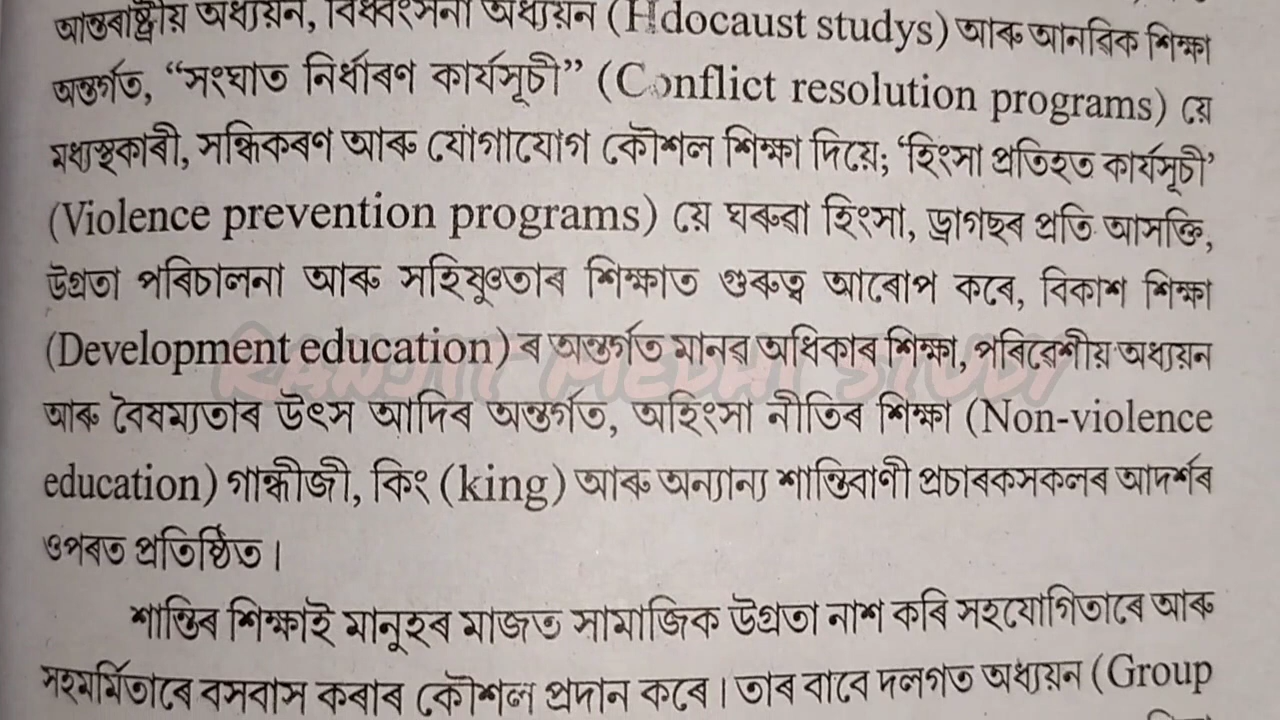 আন্তৰাষ্ট্ৰীয় অধ্যয়ন, বিধ্বংসনা অধ্যয়ন (Hdocaust studys) আৰু আনৱিক শিক্ষা
অন্তৰ্গত, “সংঘাত নিৰ্ধাৰণ কাৰ্যসূচী” (Conflict resolution programs) য়ে
মধ্যস্থকাৰী, সন্ধিকৰণ আৰু যোগাযোগ কৌশল শিক্ষা দিয়ে; ‘হিংসা প্ৰতিহত কাৰ্যসূচী’
(Violence prevention programs) য়ে ঘৰুৱা হিংসা, ড্ৰাগছৰ প্ৰতি আসক্তি,
উগ্ৰতা পৰিচালনা আৰু সহিষ্ণুতাৰ শিক্ষাত গুৰুত্ব আৰোপ কৰে, বিকাশ শিক্ষা
(Development education) ৰ অন্তৰ্গত মানৱ অধিকাৰ শিক্ষা, পৰিৱেশীয় অধ্যয়ন
RANJIT MEDHI STUDY
আৰু বৈষম্যতাৰ উৎস আদিৰ অন্তৰ্গত, অহিংসা নীতিৰ শিক্ষা (Non-violence
education) গান্ধীজী, কিং (king) আৰু অন্যান্য শান্তিবাণী প্ৰচাৰকসকলৰ আদৰ্শৰ
ওপৰত প্ৰতিষ্ঠিত।
শান্তিৰ শিক্ষাই মানুহৰ মাজত সামাজিক উগ্ৰতা নাশ কৰি সহযোগিতাৰে আৰু
সহমৰ্মিতাৰে বসবাস কৰাৰ কৌশল প্ৰদান কৰে। তাৰ বাবে দলগত অধ্যয়ন (Group